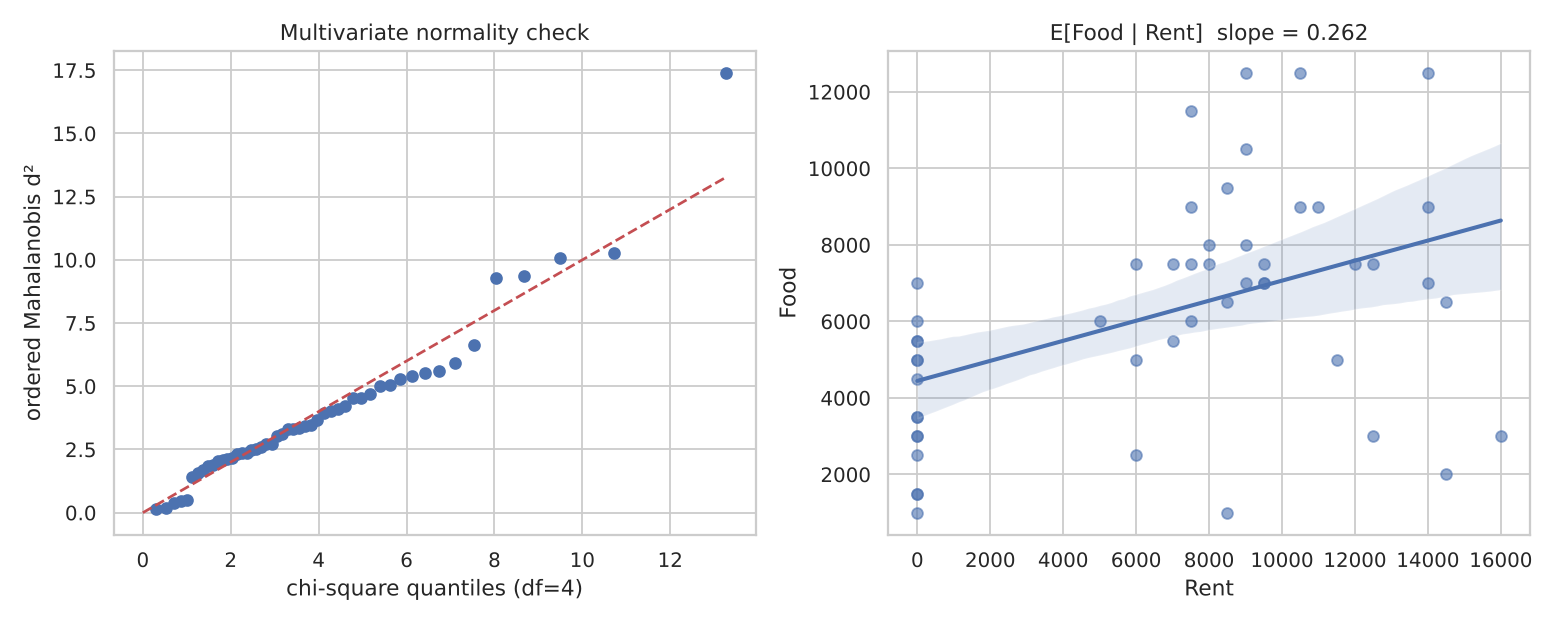 Multivariate normality check
17.5
15.0
12.5
10.0
7.5
5.0
2.5
0.0
ordered Mahalanobis d²
0 2 4 6 8 10 12
chi-square quantiles (df=4)
E[Food | Rent]  slope = 0.262
12000
10000
8000
6000
4000
2000
Food
0 2000 4000 6000 8000 10000 12000 14000 16000
Rent